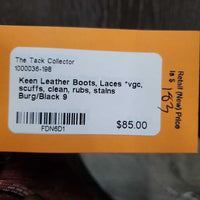 The Tack Collector
1000036-198
Keen Leather Boots, Laces *vgc,
scuffs, clean, rubs, stains
Burg/Black 9
FDN6D1
$85.00
Retail (New) Price
is $ 183